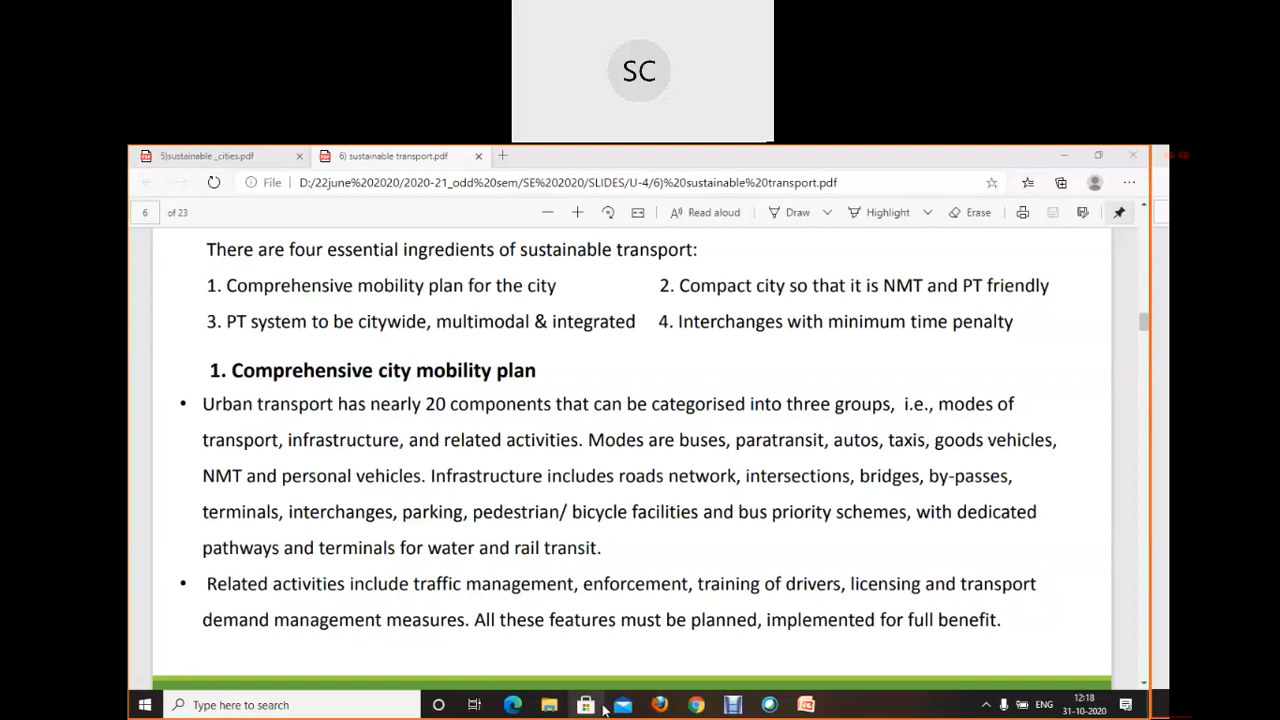 SC
5)sustainable _cities.pdf
6) sustainable transport.pdf
File D:/22june%202020/2020-21_odd%20sem/SE%202020/SLIDES/U-4/6)%20sustainable%20transport.pdf
6 of 23
Read aloud Draw Highlight Erase
There are four essential ingredients of sustainable transport:
1. Comprehensive mobility plan for the city 2. Compact city so that it is NMT and PT friendly
3. PT system to be citywide, multimodal & integrated 4. Interchanges with minimum time penalty
1. Comprehensive city mobility plan
• Urban transport has nearly 20 components that can be categorised into three groups, i.e., modes of
transport, infrastructure, and related activities. Modes are buses, paratransit, autos, taxis, goods vehicles,
NMT and personal vehicles. Infrastructure includes roads network, intersections, bridges, by-passes,
terminals, interchanges, parking, pedestrian/ bicycle facilities and bus priority schemes, with dedicated
pathways and terminals for water and rail transit.
• Related activities include traffic management, enforcement, training of drivers, licensing and transport
demand management measures. All these features must be planned, implemented for full benefit.
Type here to search
ENG
12:18
31-10-2020